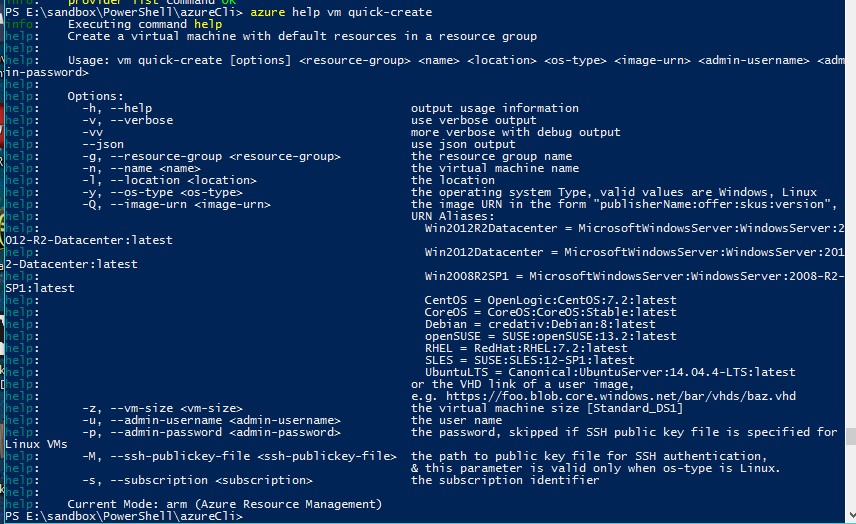 info:    provider list command OK
PS E:\sandbox\PowerShell\azureCli> azure help vm quick-create
info:    Executing command help
help:    Create a virtual machine with default resources in a resource group
help:
help:    Usage: vm quick-create [options] <resource-group> <name> <location> <os-type> <image-urn> <admin-username> <adm
in-password>
help:
help:    Options:
help:      -h, --help                                     output usage information
help:      -v, --verbose                                  use verbose output
help:      -vv                                            more verbose with debug output
help:      --json                                         use json output
help:      -g, --resource-group <resource-group>          the resource group name
help:      -n, --name <name>                              the virtual machine name
help:      -l, --location <location>                      the location
help:      -y, --os-type <os-type>                        the operating system Type, valid values are Windows, Linux
help:      -Q, --image-urn <image-urn>                    the image URN in the form "publisherName:offer:skus:version",
help:                                                     URN Aliases:
help:                                                       Win2012R2Datacenter = MicrosoftWindowsServer:WindowsServer:2
012-R2-Datacenter:latest
help:                                                       Win2012Datacenter = MicrosoftWindowsServer:WindowsServer:201
2-Datacenter:latest
help:                                                       Win2008R2SP1 = MicrosoftWindowsServer:WindowsServer:2008-R2-
SP1:latest
help:                                                       CentOS = OpenLogic:CentOS:7.2:latest
help:                                                       CoreOS = CoreOS:CoreOS:Stable:latest
help:                                                       Debian = credativ:Debian:8:latest
help:                                                       openSUSE = SUSE:openSUSE:13.2:latest
help:                                                       RHEL = RedHat:RHEL:7.2:latest
help:                                                       SLES = SUSE:SLES:12-SP1:latest
help:                                                       UbuntuLTS = Canonical:UbuntuServer:14.04.4-LTS:latest
help:                                                     or the VHD link of a user image,
help:                                                     e.g. https://foo.blob.core.windows.net/bar/vhds/baz.vhd
help:      -z, --vm-size <vm-size>                        the virtual machine size [Standard_DS1]
help:      -u, --admin-username <admin-username>          the user name
help:      -p, --admin-password <admin-password>          the password, skipped if SSH public key file is specified for
Linux VMs
help:      -M, --ssh-publickey-file <ssh-publickey-file>  the path to public key file for SSH authentication,
help:                                                     & this parameter is valid only when os-type is Linux.
help:      -s, --subscription <subscription>              the subscription identifier
help:
help:    Current Mode: arm (Azure Resource Management)
PS E:\sandbox\PowerShell\azureCli>